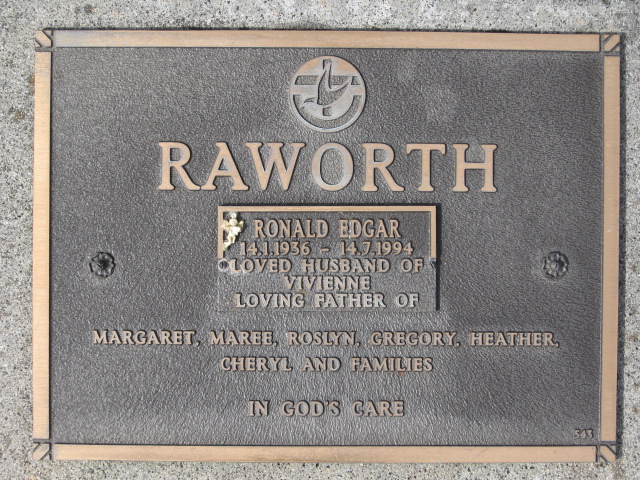 RAWORTH
RONALD EDGAR
14.1.1936 - 14.7.1994
LOVED HUSBAND OF
VIVIENNE
LOVING FATHER OF
MARGARET, MAREE, ROSLYN, GREGORY, HEATHER,
CHERYL AND FAMILIES
IN GOD'S CARE
343